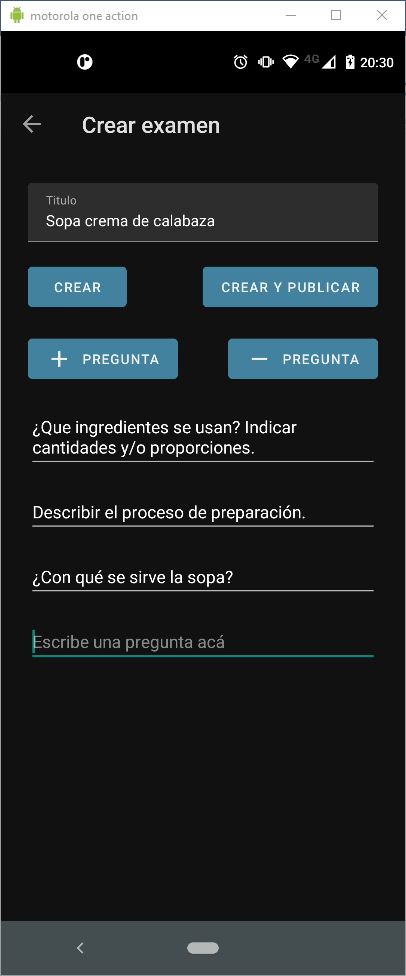 motorola one action
4G 20:30
Crear examen
Titulo
Sopa crema de calabaza
CREAR
CREAR Y PUBLICAR
PREGUNTA
PREGUNTA
¿Que ingredientes se usan? Indicar
cantidades y/o proporciones.
Describir el proceso de preparación.
¿Con qué se sirve la sopa?
Escribe una pregunta acá